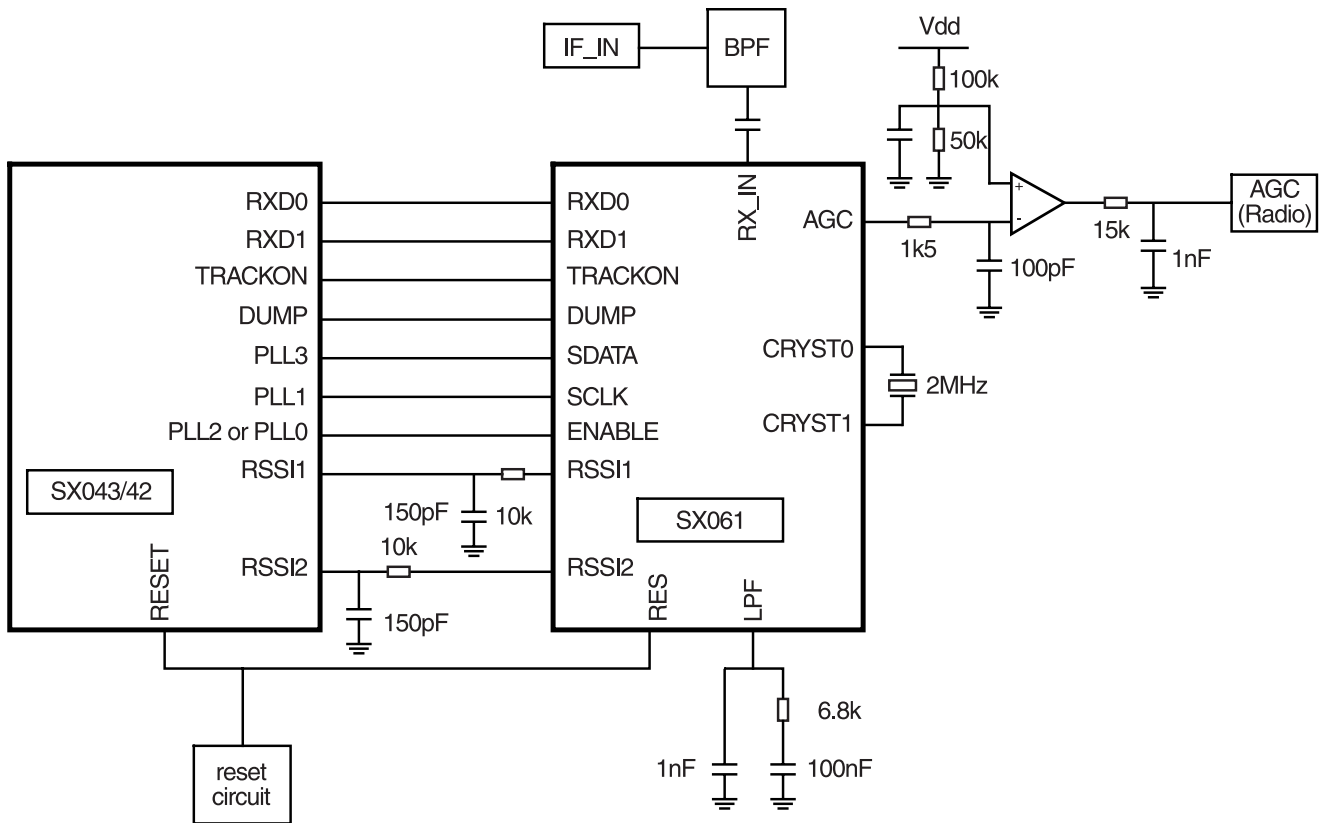 IF_IN
BPF
Vdd
100k
50k
RXD0
RXD1
TRACKON
DUMP
PLL3
PLL1
PLL2 or PLL0
RSSI1
SX043/42
RSSI2
RESET
RXD0
RXD1
TRACKON
DUMP
SDATA
SCLK
ENABLE
RSSI1
RSSI2
RX_IN
AGC
CRYST0
CRYST1
SX061
RES
LPF
150pF
10k
10k
150pF
1k5
100pF
+
-
15k
1nF
AGC
(Radio)
2MHz
6.8k
1nF
100nF
reset
circuit